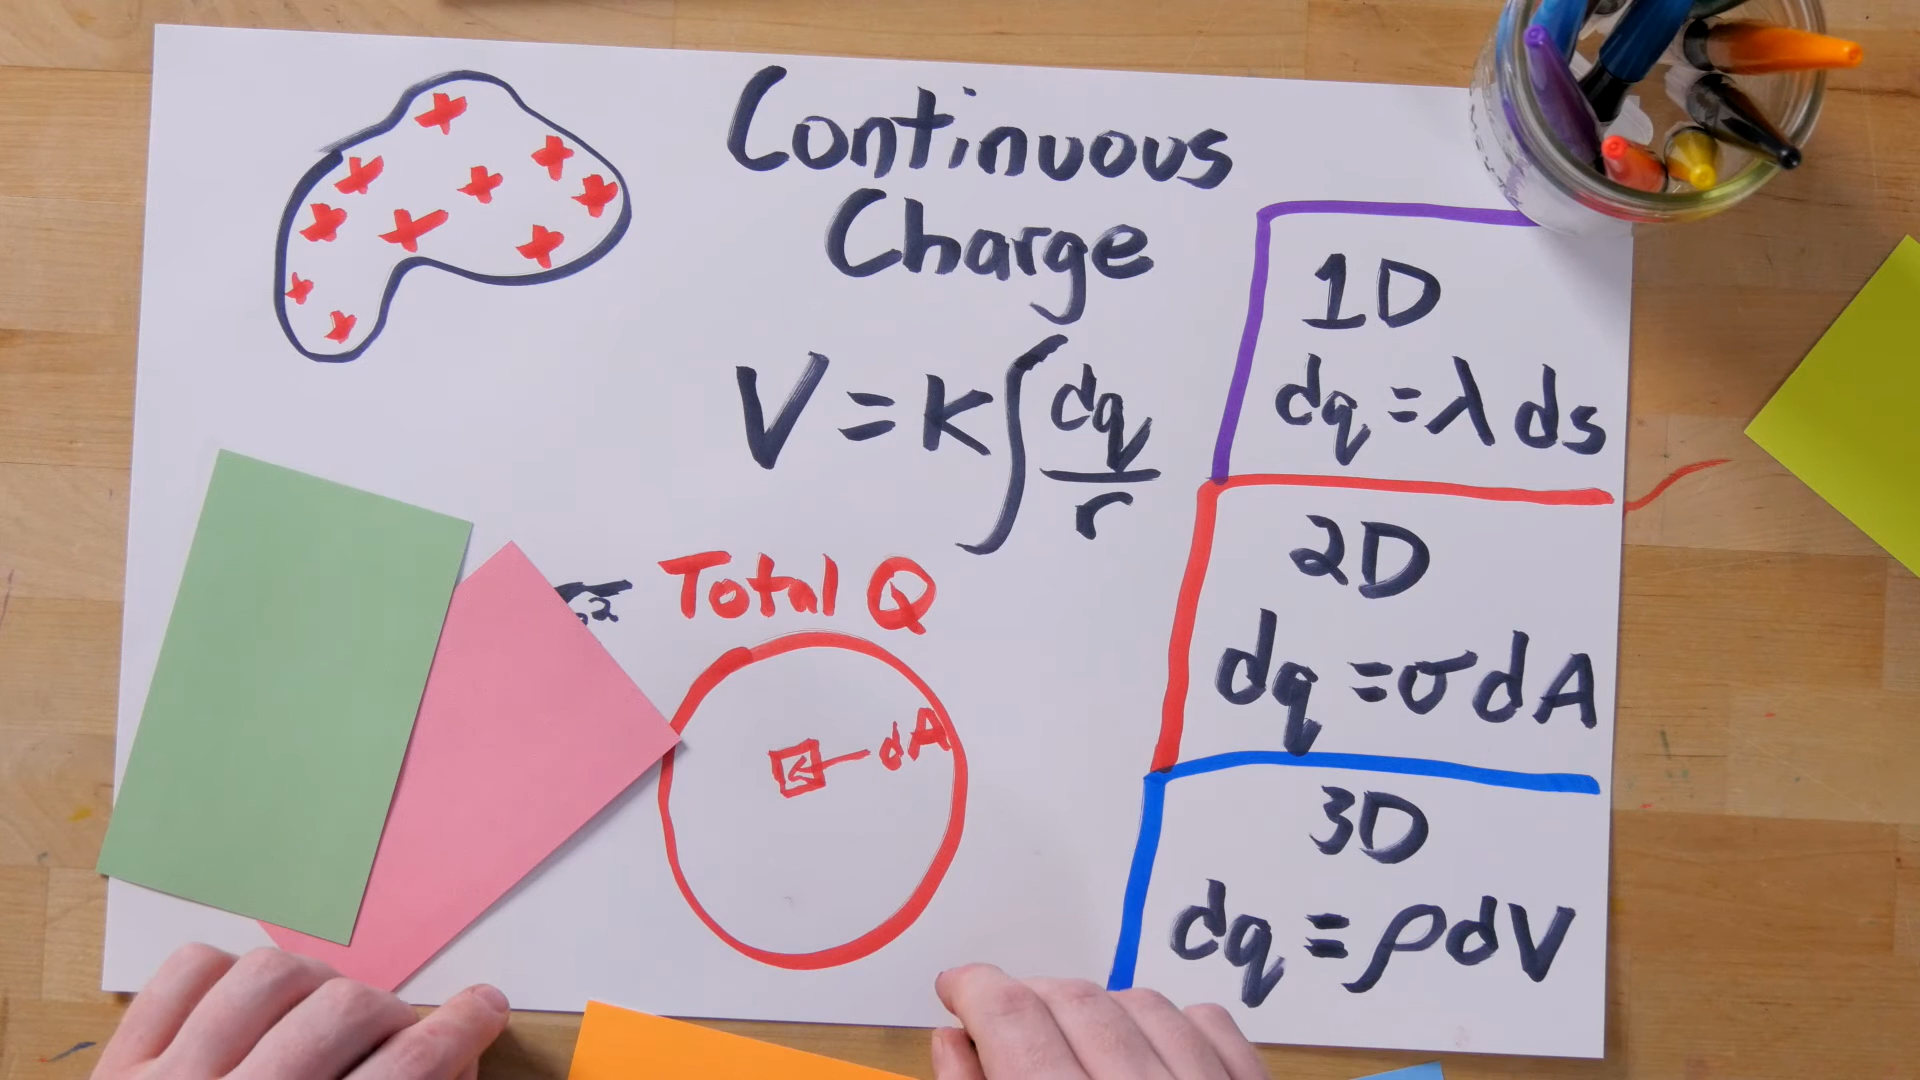 Continuous
Charge
V = K∫dq/r
Total Q
dA
1D
dq = λ ds
2D
dq = σ dA
3D
dq = ρ dV